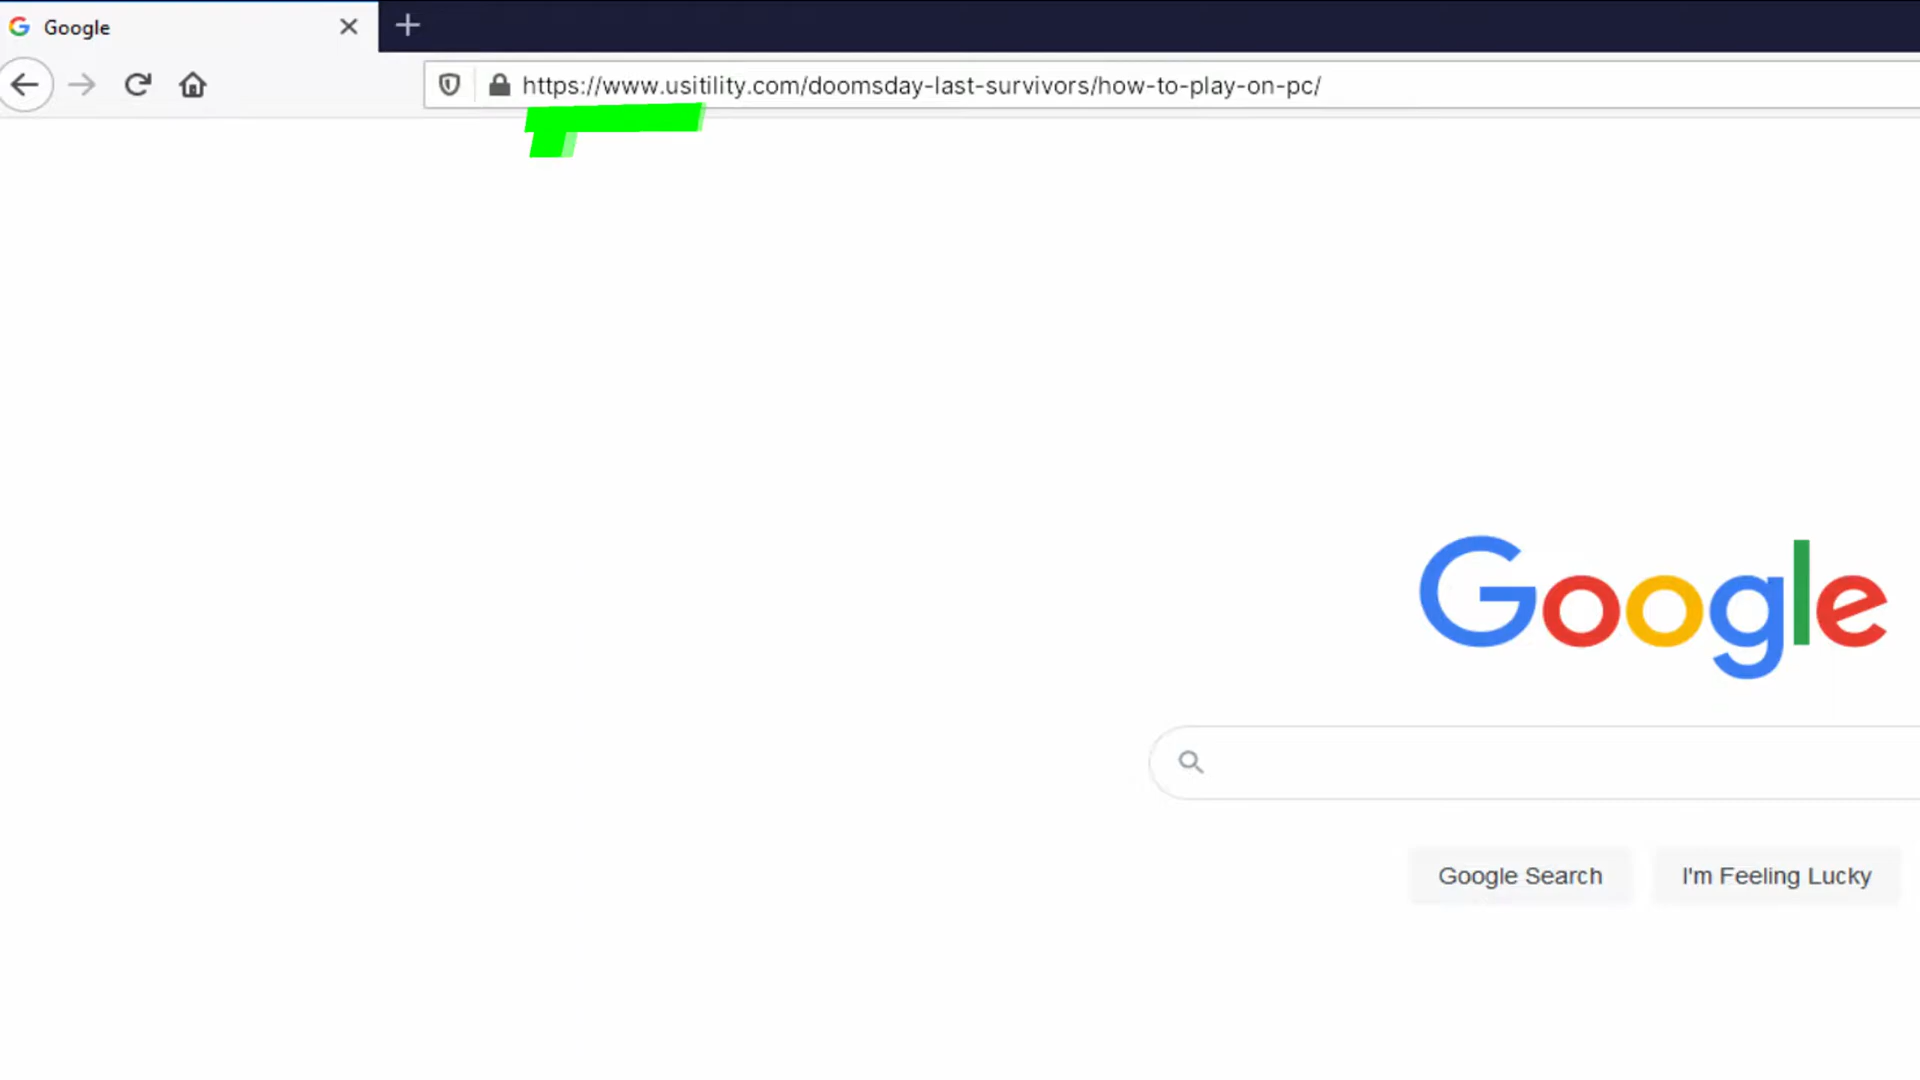 Google
https://www.usitility.com/doomsday-last-survivors/how-to-play-on-pc/
Google
Google Search
I'm Feeling Lucky